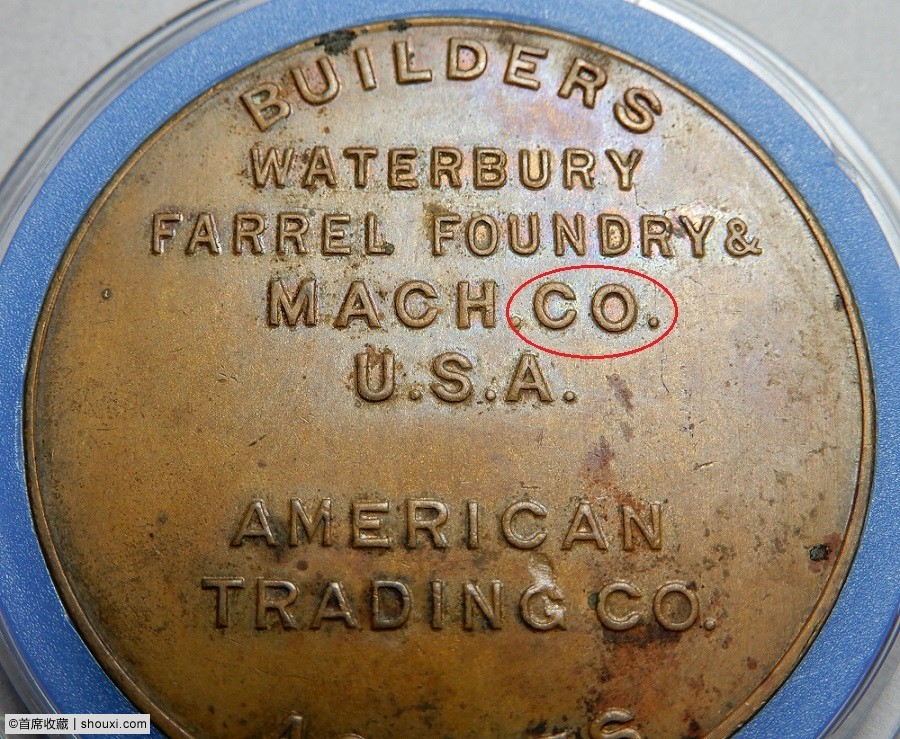 BUILDERS
WATERBURY
FARREL FOUNDRY &
MACH. CO.
U.S.A.
AMERICAN
TRADING CO.
©首席收藏 | shouxi.com